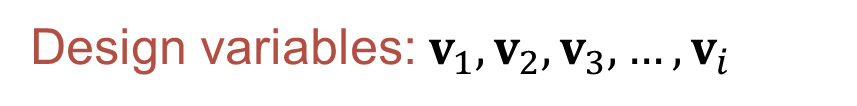 Design variables: v₁, v₂, v₃, … , vᵢ